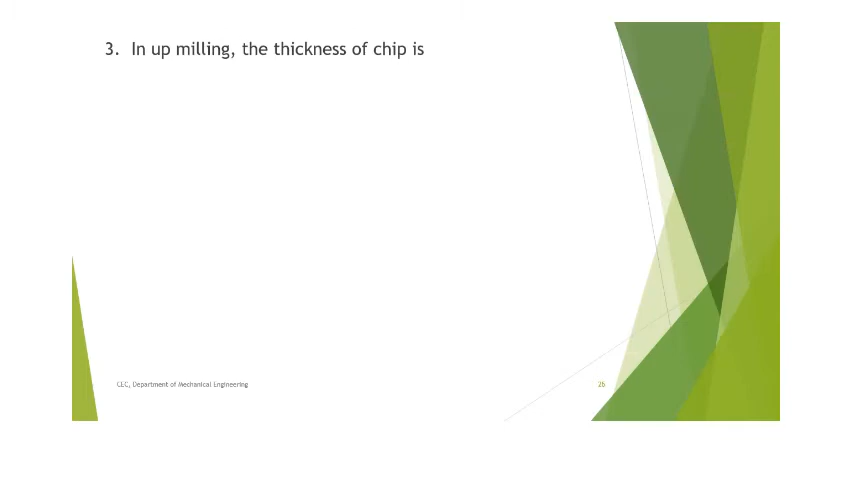 3. In up milling, the thickness of chip is
CEC, Department of Mechanical Engineering
26